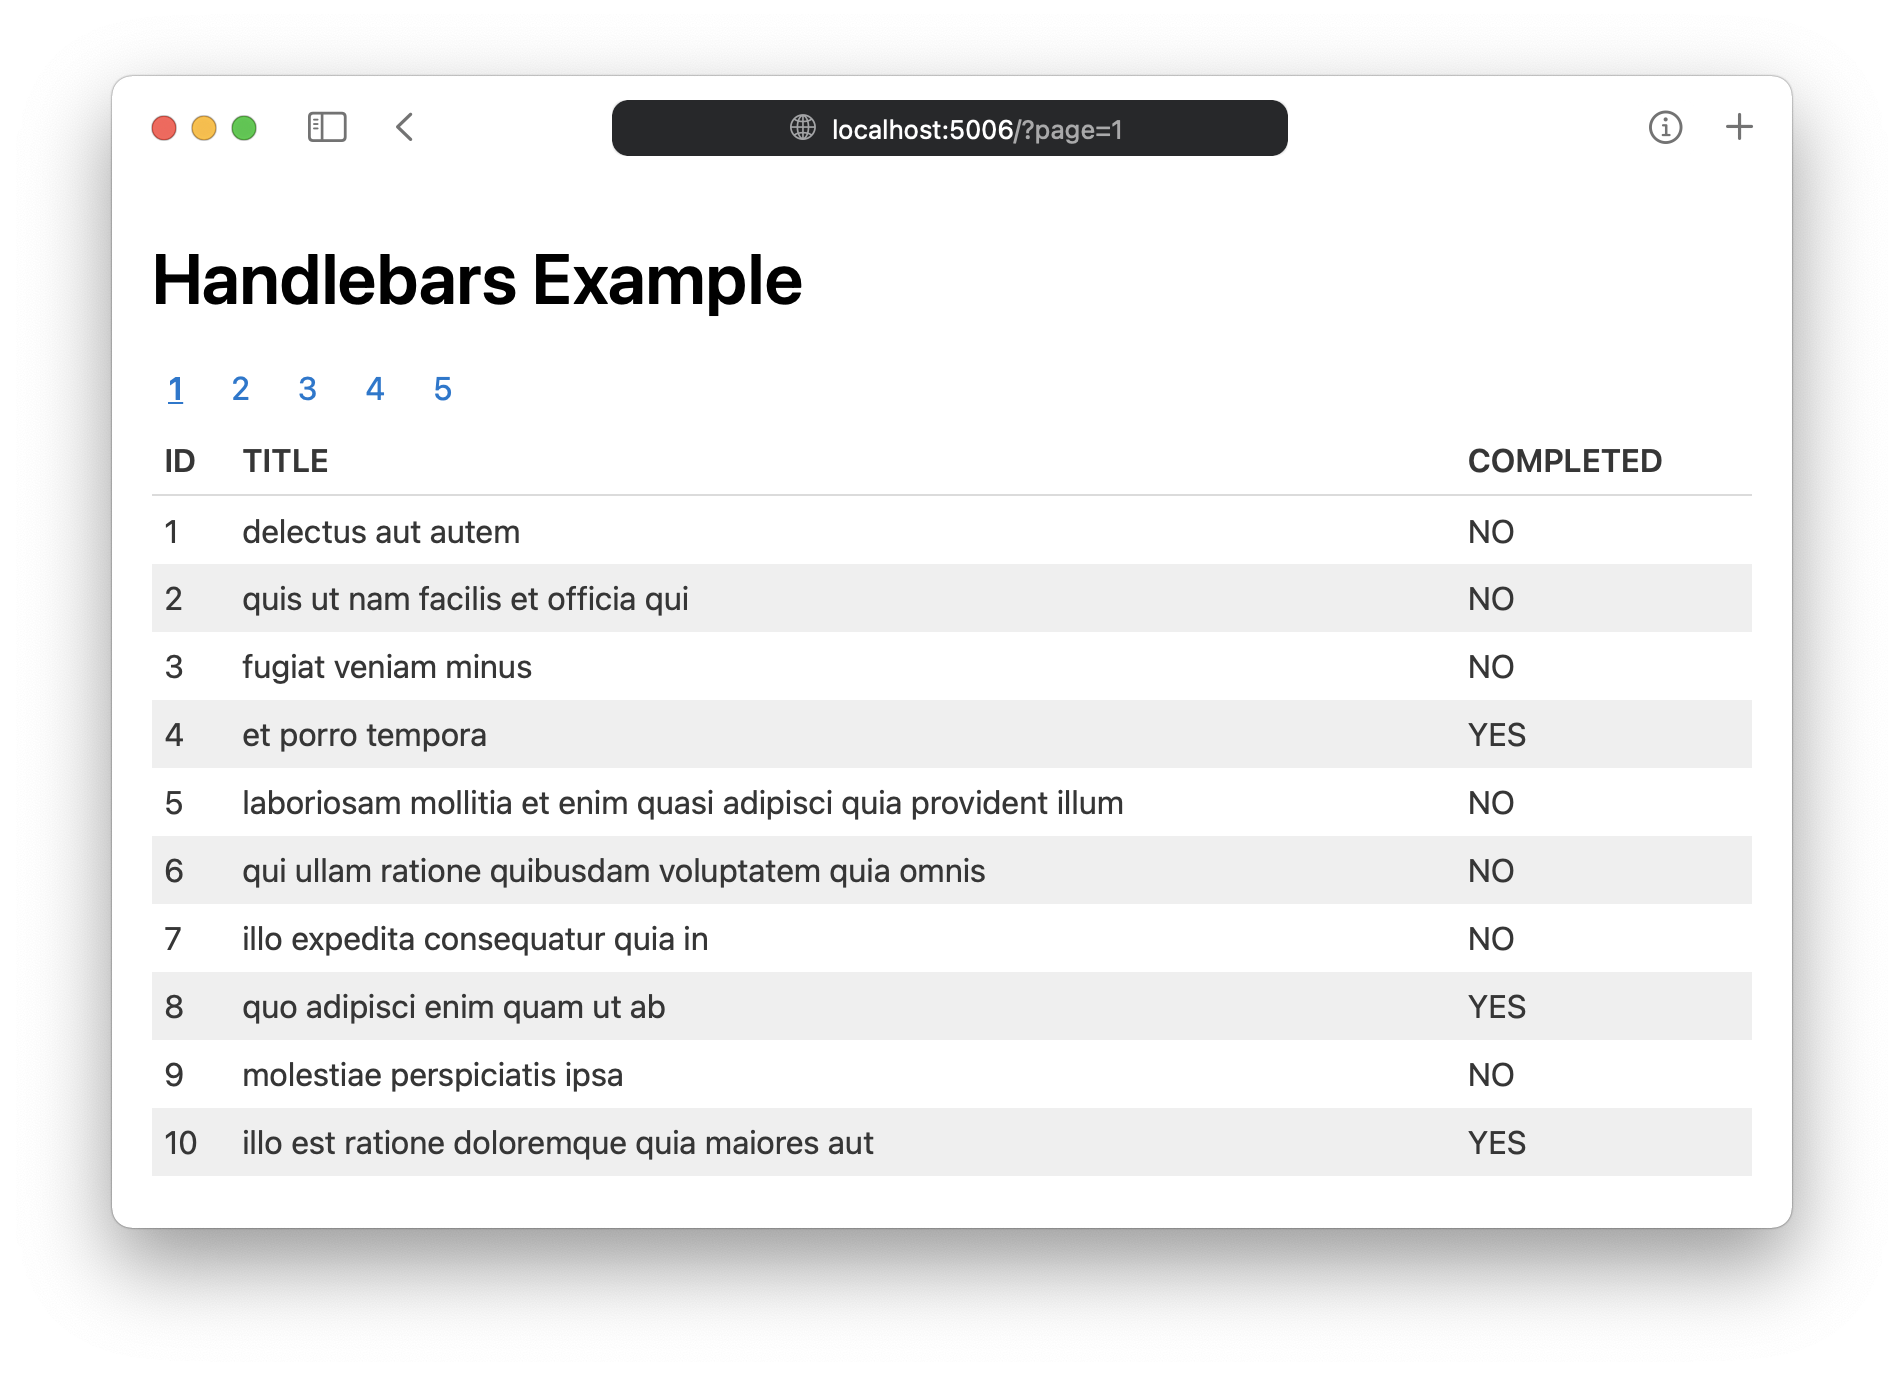 localhost:5006/?page=1
Handlebars Example
1 2 3 4 5
ID TITLE COMPLETED
1 delectus aut autem NO
2 quis ut nam facilis et officia qui NO
3 fugiat veniam minus NO
4 et porro tempora YES
5 laboriosam mollitia et enim quasi adipisci quia provident illum NO
6 qui ullam ratione quibusdam voluptatem quia omnis NO
7 illo expedita consequatur quia in NO
8 quo adipisci enim quam ut ab YES
9 molestiae perspiciatis ipsa NO
10 illo est ratione doloremque quia maiores aut YES